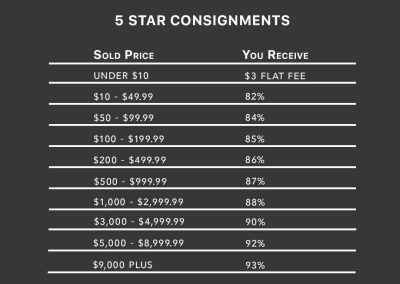 5 STAR CONSIGNMENTS
SOLD PRICE YOU RECEIVE
UNDER $10 $3 FLAT FEE
$10 - $49.99 82%
$50 - $99.99 84%
$100 - $199.99 85%
$200 - $499.99 86%
$500 - $999.99 87%
$1,000 - $2,999.99 88%
$3,000 - $4,999.99 90%
$5,000 - $8,999.99 92%
$9,000 PLUS 93%